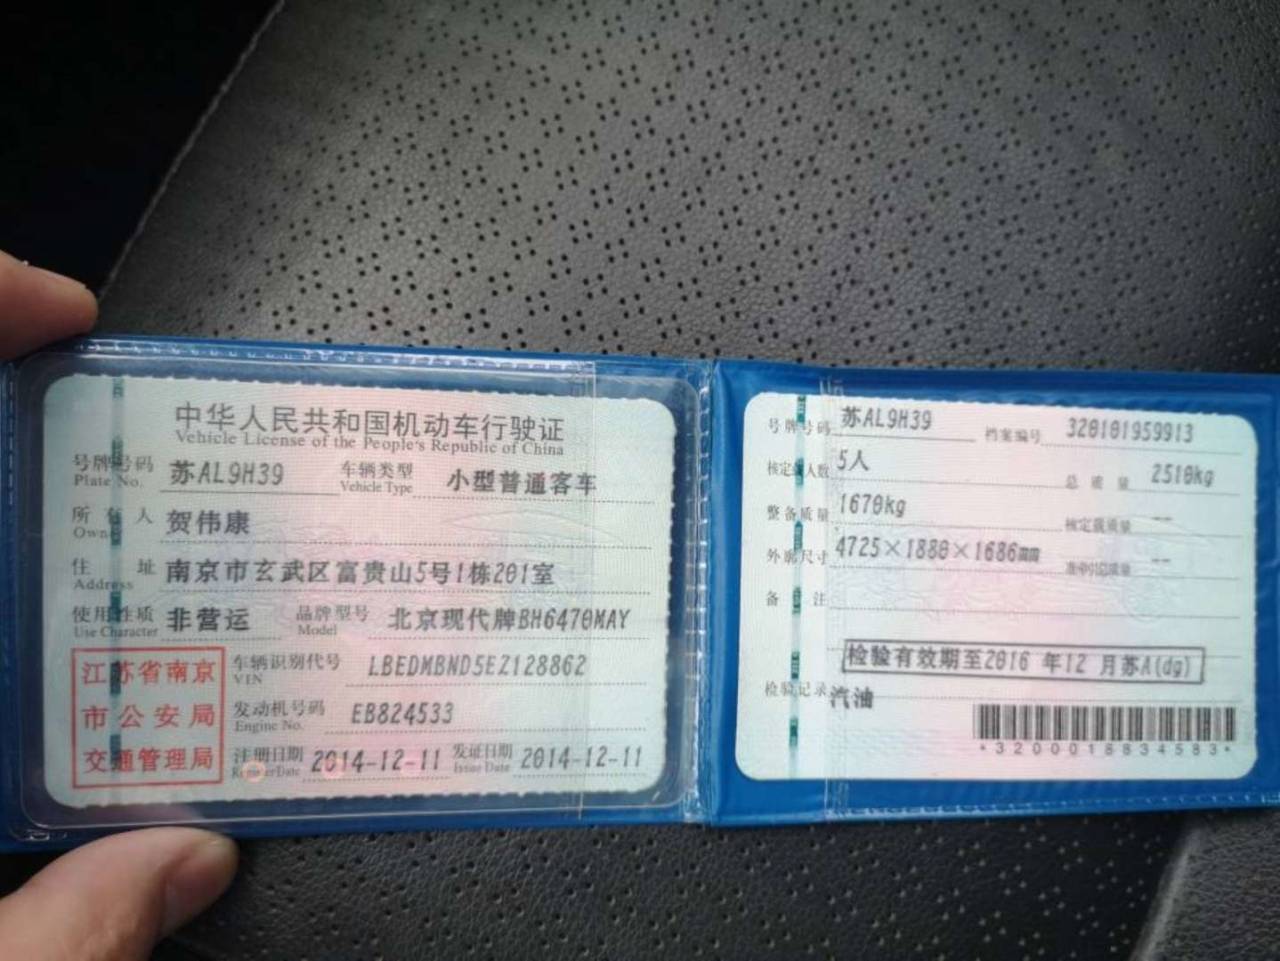 中华人民共和国机动车行驶证
Vehicle License of the People's Republic of China
号牌号码 苏AL9H39 车辆类型 小型普通客车
Plate No. Vehicle Type
所有人 贺伟康
Owner
住址 南京市玄武区富贵山5号1栋201室
Address
使用性质 非营运 品牌型号 北京现代牌BH6470MAY
Use Character Model
江苏省南京
市公安局
交通管理局
车辆识别代号 LBEDMBND5EZ128862
VIN
发动机号码 EB824533
Engine No.
注册日期 2014-12-11 发证日期 2014-12-11
Register Date Issue Date
号牌号码 苏AL9H39 档案编号 320101959913
核定载人数 5人 总质量 2510kg
整备质量 1670kg 核定载质量 --
外廓尺寸 4725×1880×1686mm 准牵引总质量 --
备注
检验有效期至2016 年12 月苏A(dg)
检验记录 汽油
*3200016834583*